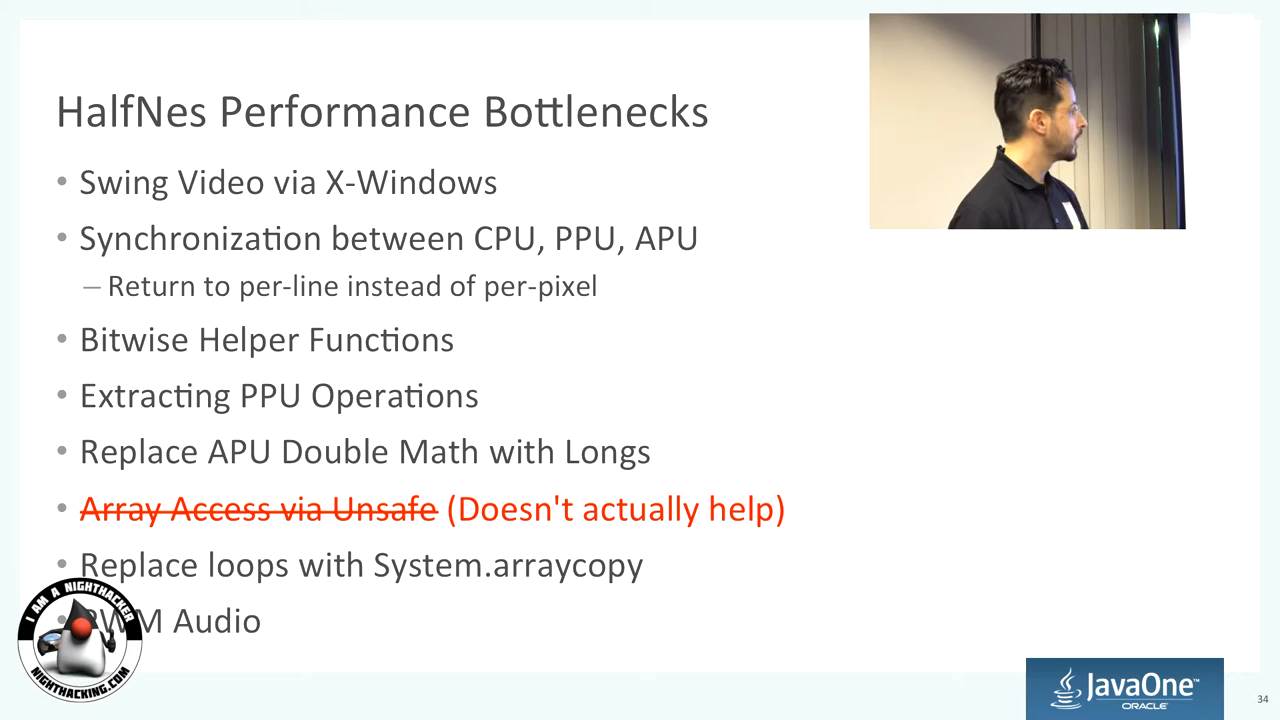 HalfNes Performance Bottlenecks
• Swing Video via X-Windows
• Synchronization between CPU, PPU, APU
– Return to per-line instead of per-pixel
• Bitwise Helper Functions
• Extracting PPU Operations
• Replace APU Double Math with Longs
• Array Access via Unsafe (Doesn't actually help)
• Replace loops with System.arraycopy
• PWM Audio
I AM A NIGHTHACKER
NIGHTHACKING.COM
JavaOne™
ORACLE
34